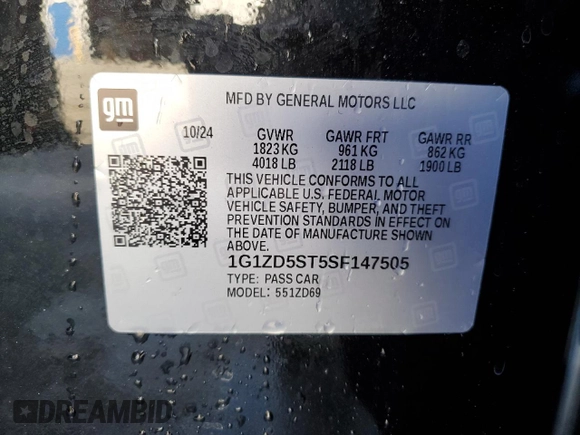 gm
MFD BY GENERAL MOTORS LLC
10/24 GVWR GAWR FRT GAWR RR
1823 KG 961 KG 862 KG
4018 LB 2118 LB 1900 LB
THIS VEHICLE CONFORMS TO ALL
APPLICABLE U.S. FEDERAL MOTOR
VEHICLE SAFETY, BUMPER, AND THEFT
PREVENTION STANDARDS IN EFFECT ON
THE DATE OF MANUFACTURE SHOWN
ABOVE.
1G1ZD5ST5SF147505
TYPE: PASS CAR
MODEL: 551ZD69
DREAMBID